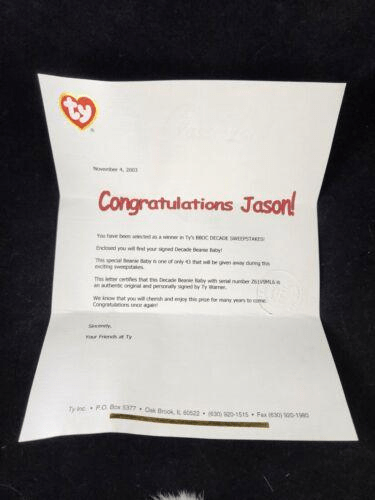 ty
®
November 4, 2003
Congratulations Jason!
You have been selected as a winner in Ty's BBOC DECADE SWEEPSTAKES!
Enclosed you will find your signed Decade Beanie Baby!
This special Beanie Baby is one of only 43 that will be given away during this
exciting sweepstakes.
This letter certifies that this Decade Beanie Baby with serial number Z61V9ML6 is
an authentic original and personally signed by Ty Warner.
We know that you will cherish and enjoy this prize for many years to come.
Congratulations once again!
Sincerely,
Your Friends at Ty
Ty Inc. • P.O. Box 5377 • Oak Brook, IL 60522 • (630) 920-1515 • Fax (630) 920-1980